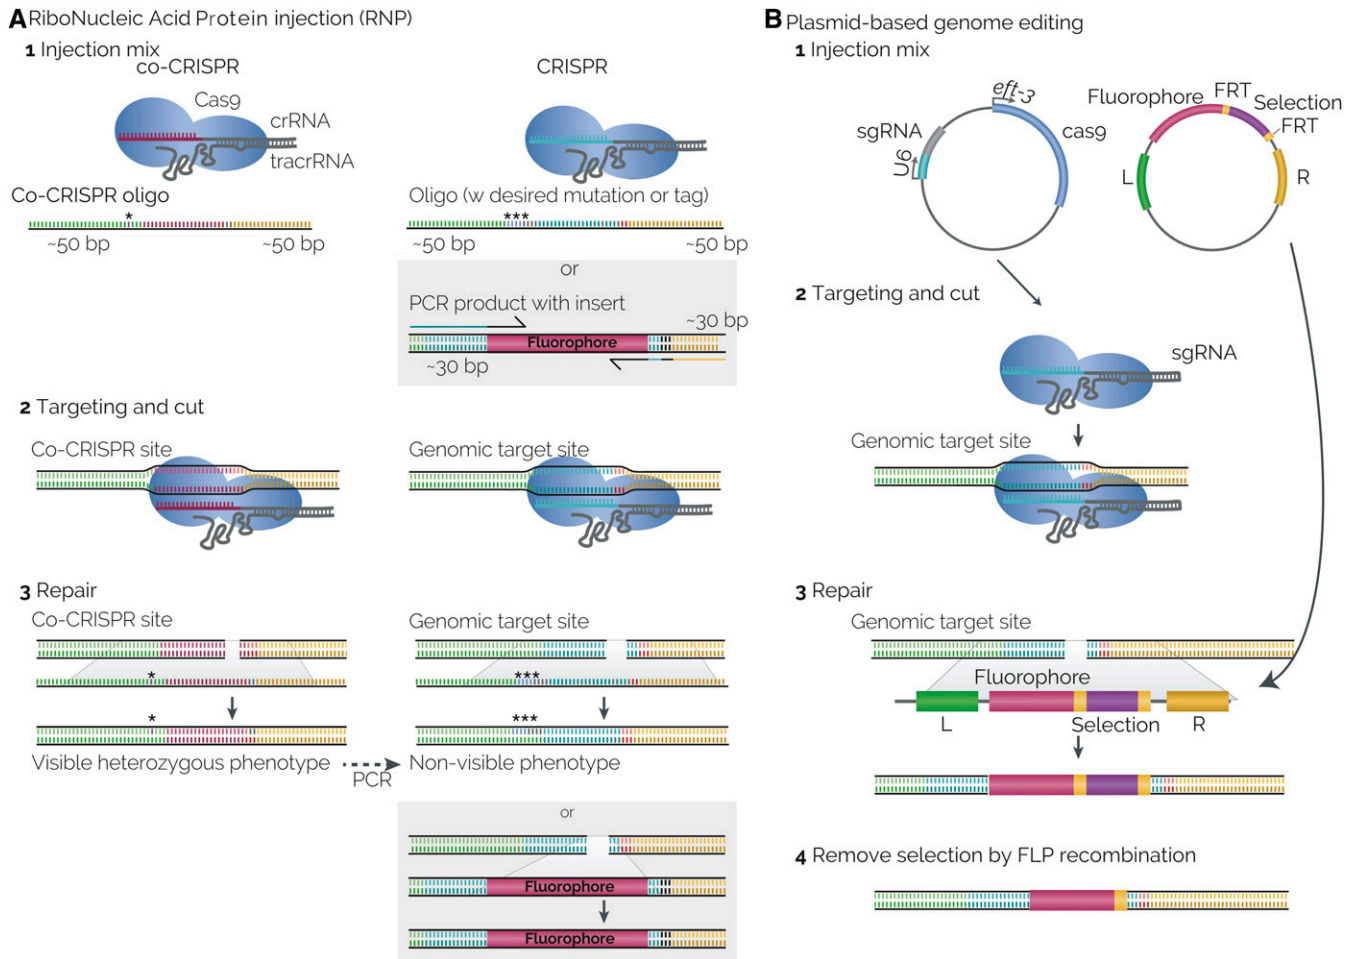 A RiboNucleic Acid Protein injection (RNP)
1 Injection mix
co-CRISPR
CRISPR
Cas9
crRNA
tracrRNA
Co-CRISPR oligo
*
~50 bp
~50 bp
Oligo (w desired mutation or tag)
***
~50 bp
~50 bp
or
PCR product with insert
~30 bp
Fluorophore
~30 bp
2 Targeting and cut
Co-CRISPR site
Genomic target site
3 Repair
Co-CRISPR site
Genomic target site
*
***
*
***
Visible heterozygous phenotype
PCR
Non-visible phenotype
or
Fluorophore
Fluorophore
B Plasmid-based genome editing
1 Injection mix
eft-3
sgRNA
cas9
U6
Fluorophore
FRT
Selection
FRT
L
R
2 Targeting and cut
sgRNA
Genomic target site
3 Repair
Genomic target site
Fluorophore
L
Selection
R
4 Remove selection by FLP recombination